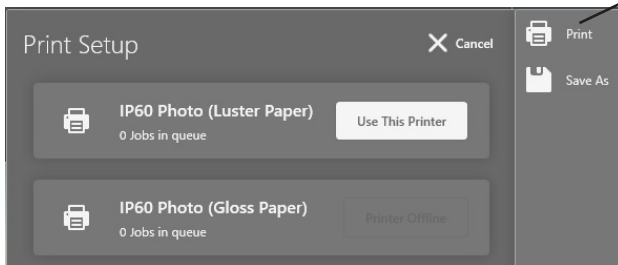 Print Setup
Cancel
IP60 Photo (Luster Paper)
0 Jobs in queue
Use This Printer
IP60 Photo (Gloss Paper)
0 Jobs in queue
Printer Offline
Print
Save As